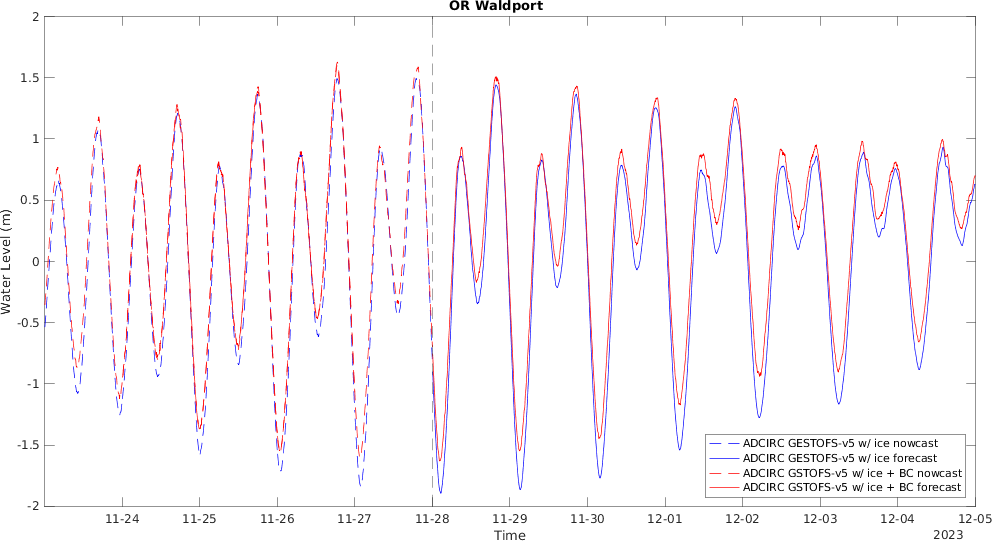 OR Waldport
2
1.5
1
0.5
0
-0.5
-1
-1.5
-2
Water Level (m)
11-24 11-25 11-26 11-27 11-28 11-29 11-30 12-01 12-02 12-03 12-04 12-05
Time
2023
ADCIRC GESTOFS-v5 w/ ice nowcast
ADCIRC GESTOFS-v5 w/ ice forecast
ADCIRC GSTOFS-v5 w/ ice + BC nowcast
ADCIRC GSTOFS-v5 w/ ice + BC forecast